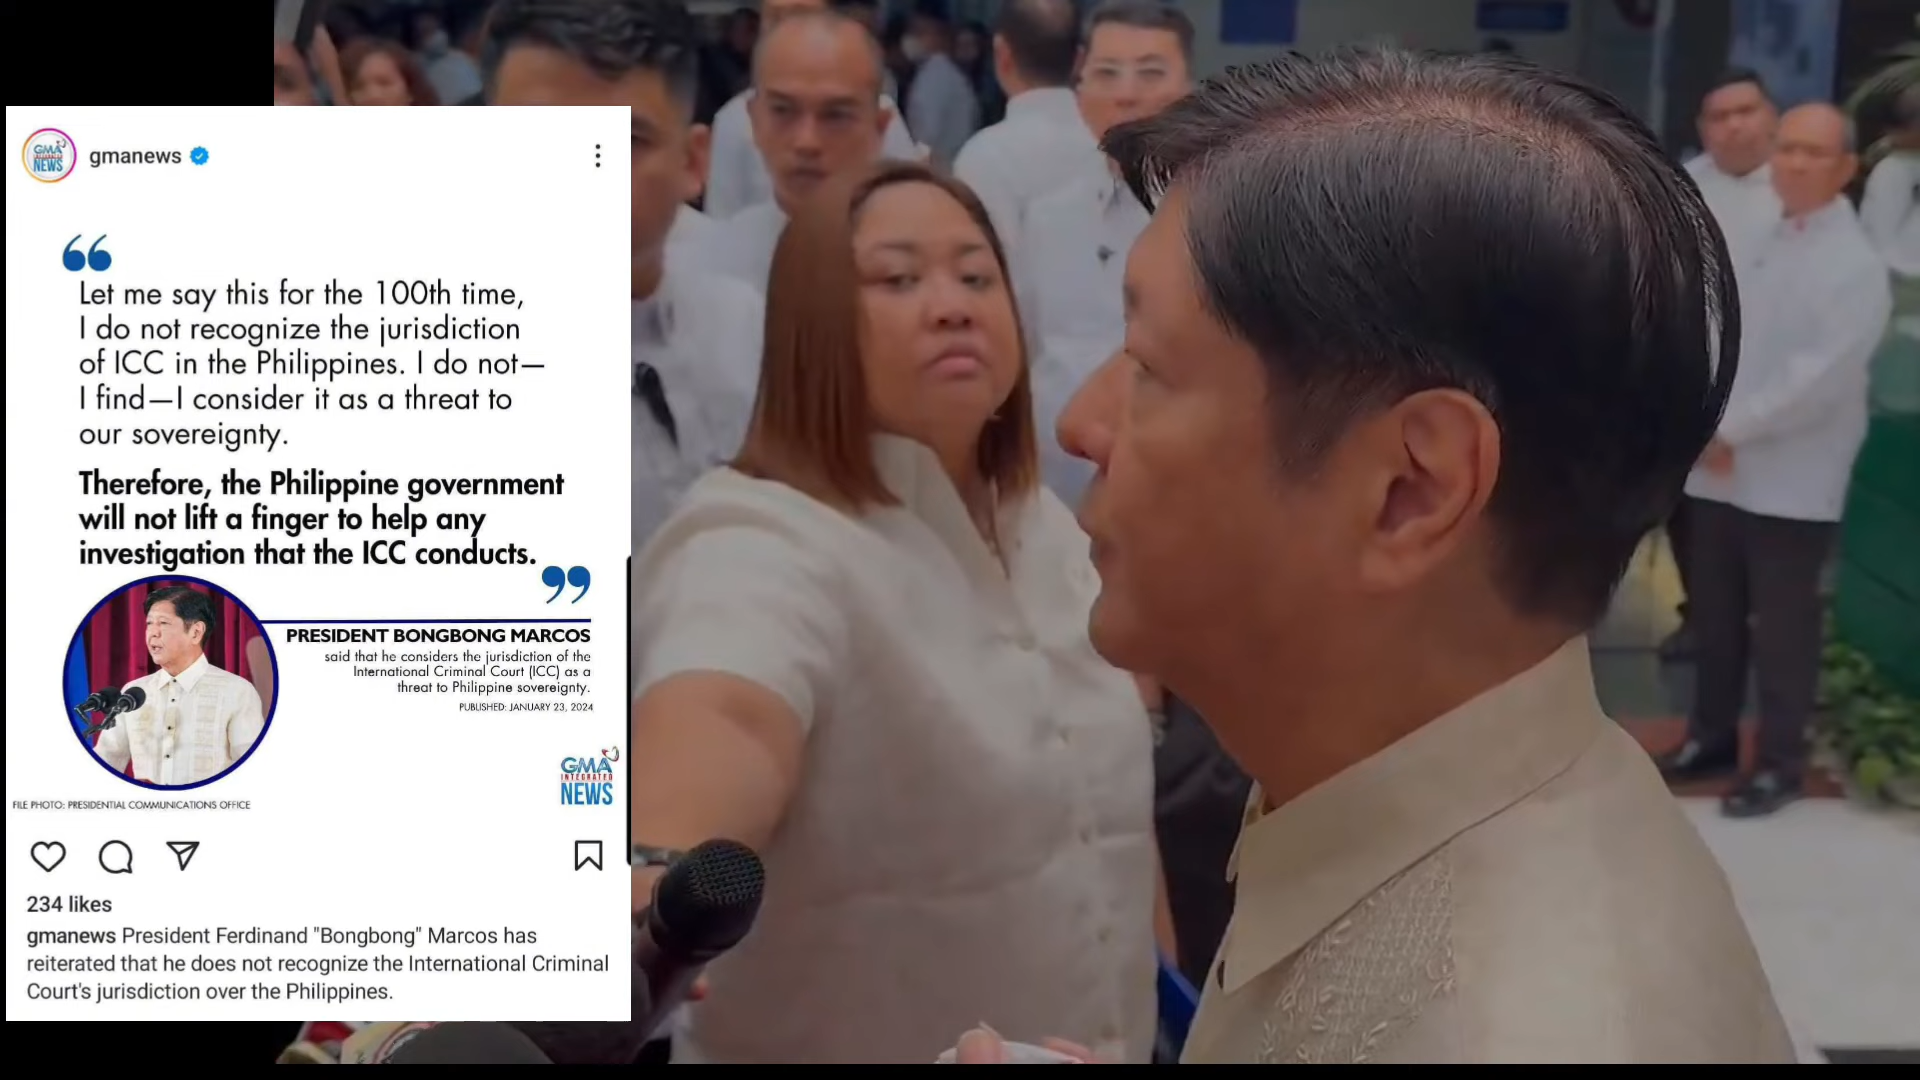 GMA
INTEGRATED
NEWS
gmanews
“
Let me say this for the 100th time,
I do not recognize the jurisdiction
of ICC in the Philippines. I do not—
I find—I consider it as a threat to
our sovereignty.
Therefore, the Philippine government
will not lift a finger to help any
investigation that the ICC conducts.
”
PRESIDENT BONGBONG MARCOS
said that he considers the jurisdiction of the
International Criminal Court (ICC) as a
threat to Philippine sovereignty.
PUBLISHED: JANUARY 23, 2024
GMA
INTEGRATED
NEWS
FILE PHOTO: PRESIDENTIAL COMMUNICATIONS OFFICE
234 likes
gmanews President Ferdinand "Bongbong" Marcos has
reiterated that he does not recognize the International Criminal
Court's jurisdiction over the Philippines.